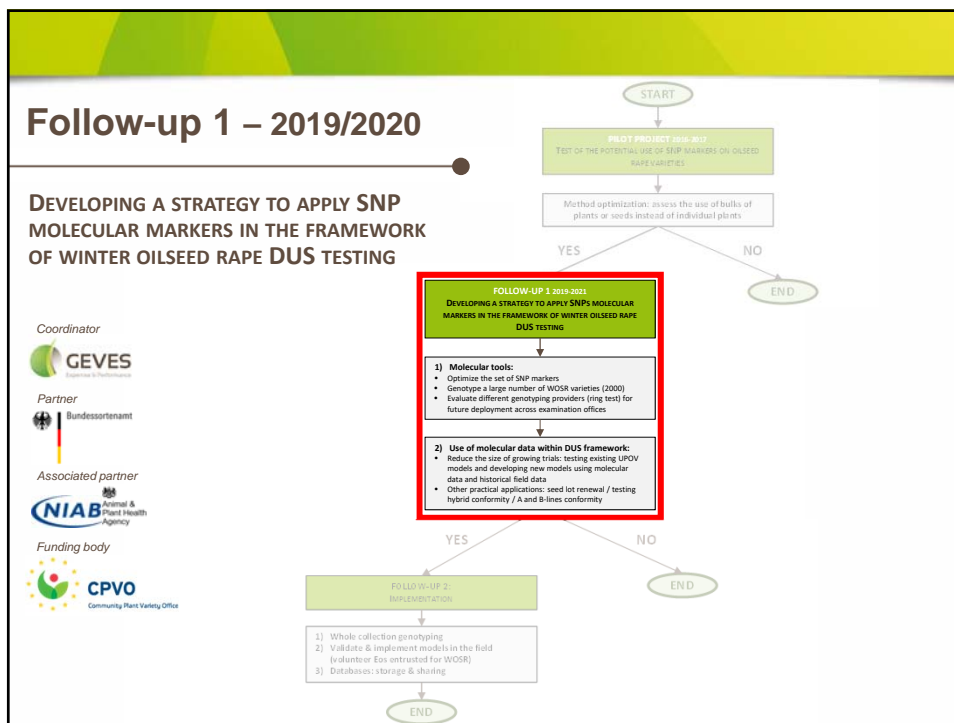 Follow-up 1 – 2019/2020
DEVELOPING A STRATEGY TO APPLY SNP
MOLECULAR MARKERS IN THE FRAMEWORK
OF WINTER OILSEED RAPE DUS TESTING
Coordinator
GEVES
Expertise & Performance
Partner
Bundessortenamt
Associated partner
NIAB
Animal &
Plant Health
Agency
Funding body
CPVO
Community Plant Variety Office
START
PILOT PROJECT 2016-2017
TEST OF THE POTENTIAL USE OF SNP MARKERS ON OILSEED
RAPE VARIETIES
Method optimization: assess the use of bulks of
plants or seeds instead of individual plants
YES
NO
END
FOLLOW-UP 1 2019-2021
DEVELOPING A STRATEGY TO APPLY SNPS MOLECULAR
MARKERS IN THE FRAMEWORK OF WINTER OILSEED RAPE
DUS TESTING
1) Molecular tools:
• Optimize the set of SNP markers
• Genotype a large number of WOSR varieties (2000)
• Evaluate different genotyping providers (ring test) for
future deployment across examination offices
2) Use of molecular data within DUS framework:
• Reduce the size of growing trials: testing existing UPOV
models and developing new models using molecular
data and historical field data
• Other practical applications: seed lot renewal / testing
hybrid conformity / A and B-lines conformity
YES
NO
END
FOLLOW-UP 2:
IMPLEMENTATION
1) Whole collection genotyping
2) Validate & implement models in the field
(volunteer Eos entrusted for WOSR)
3) Databases: storage & sharing
END